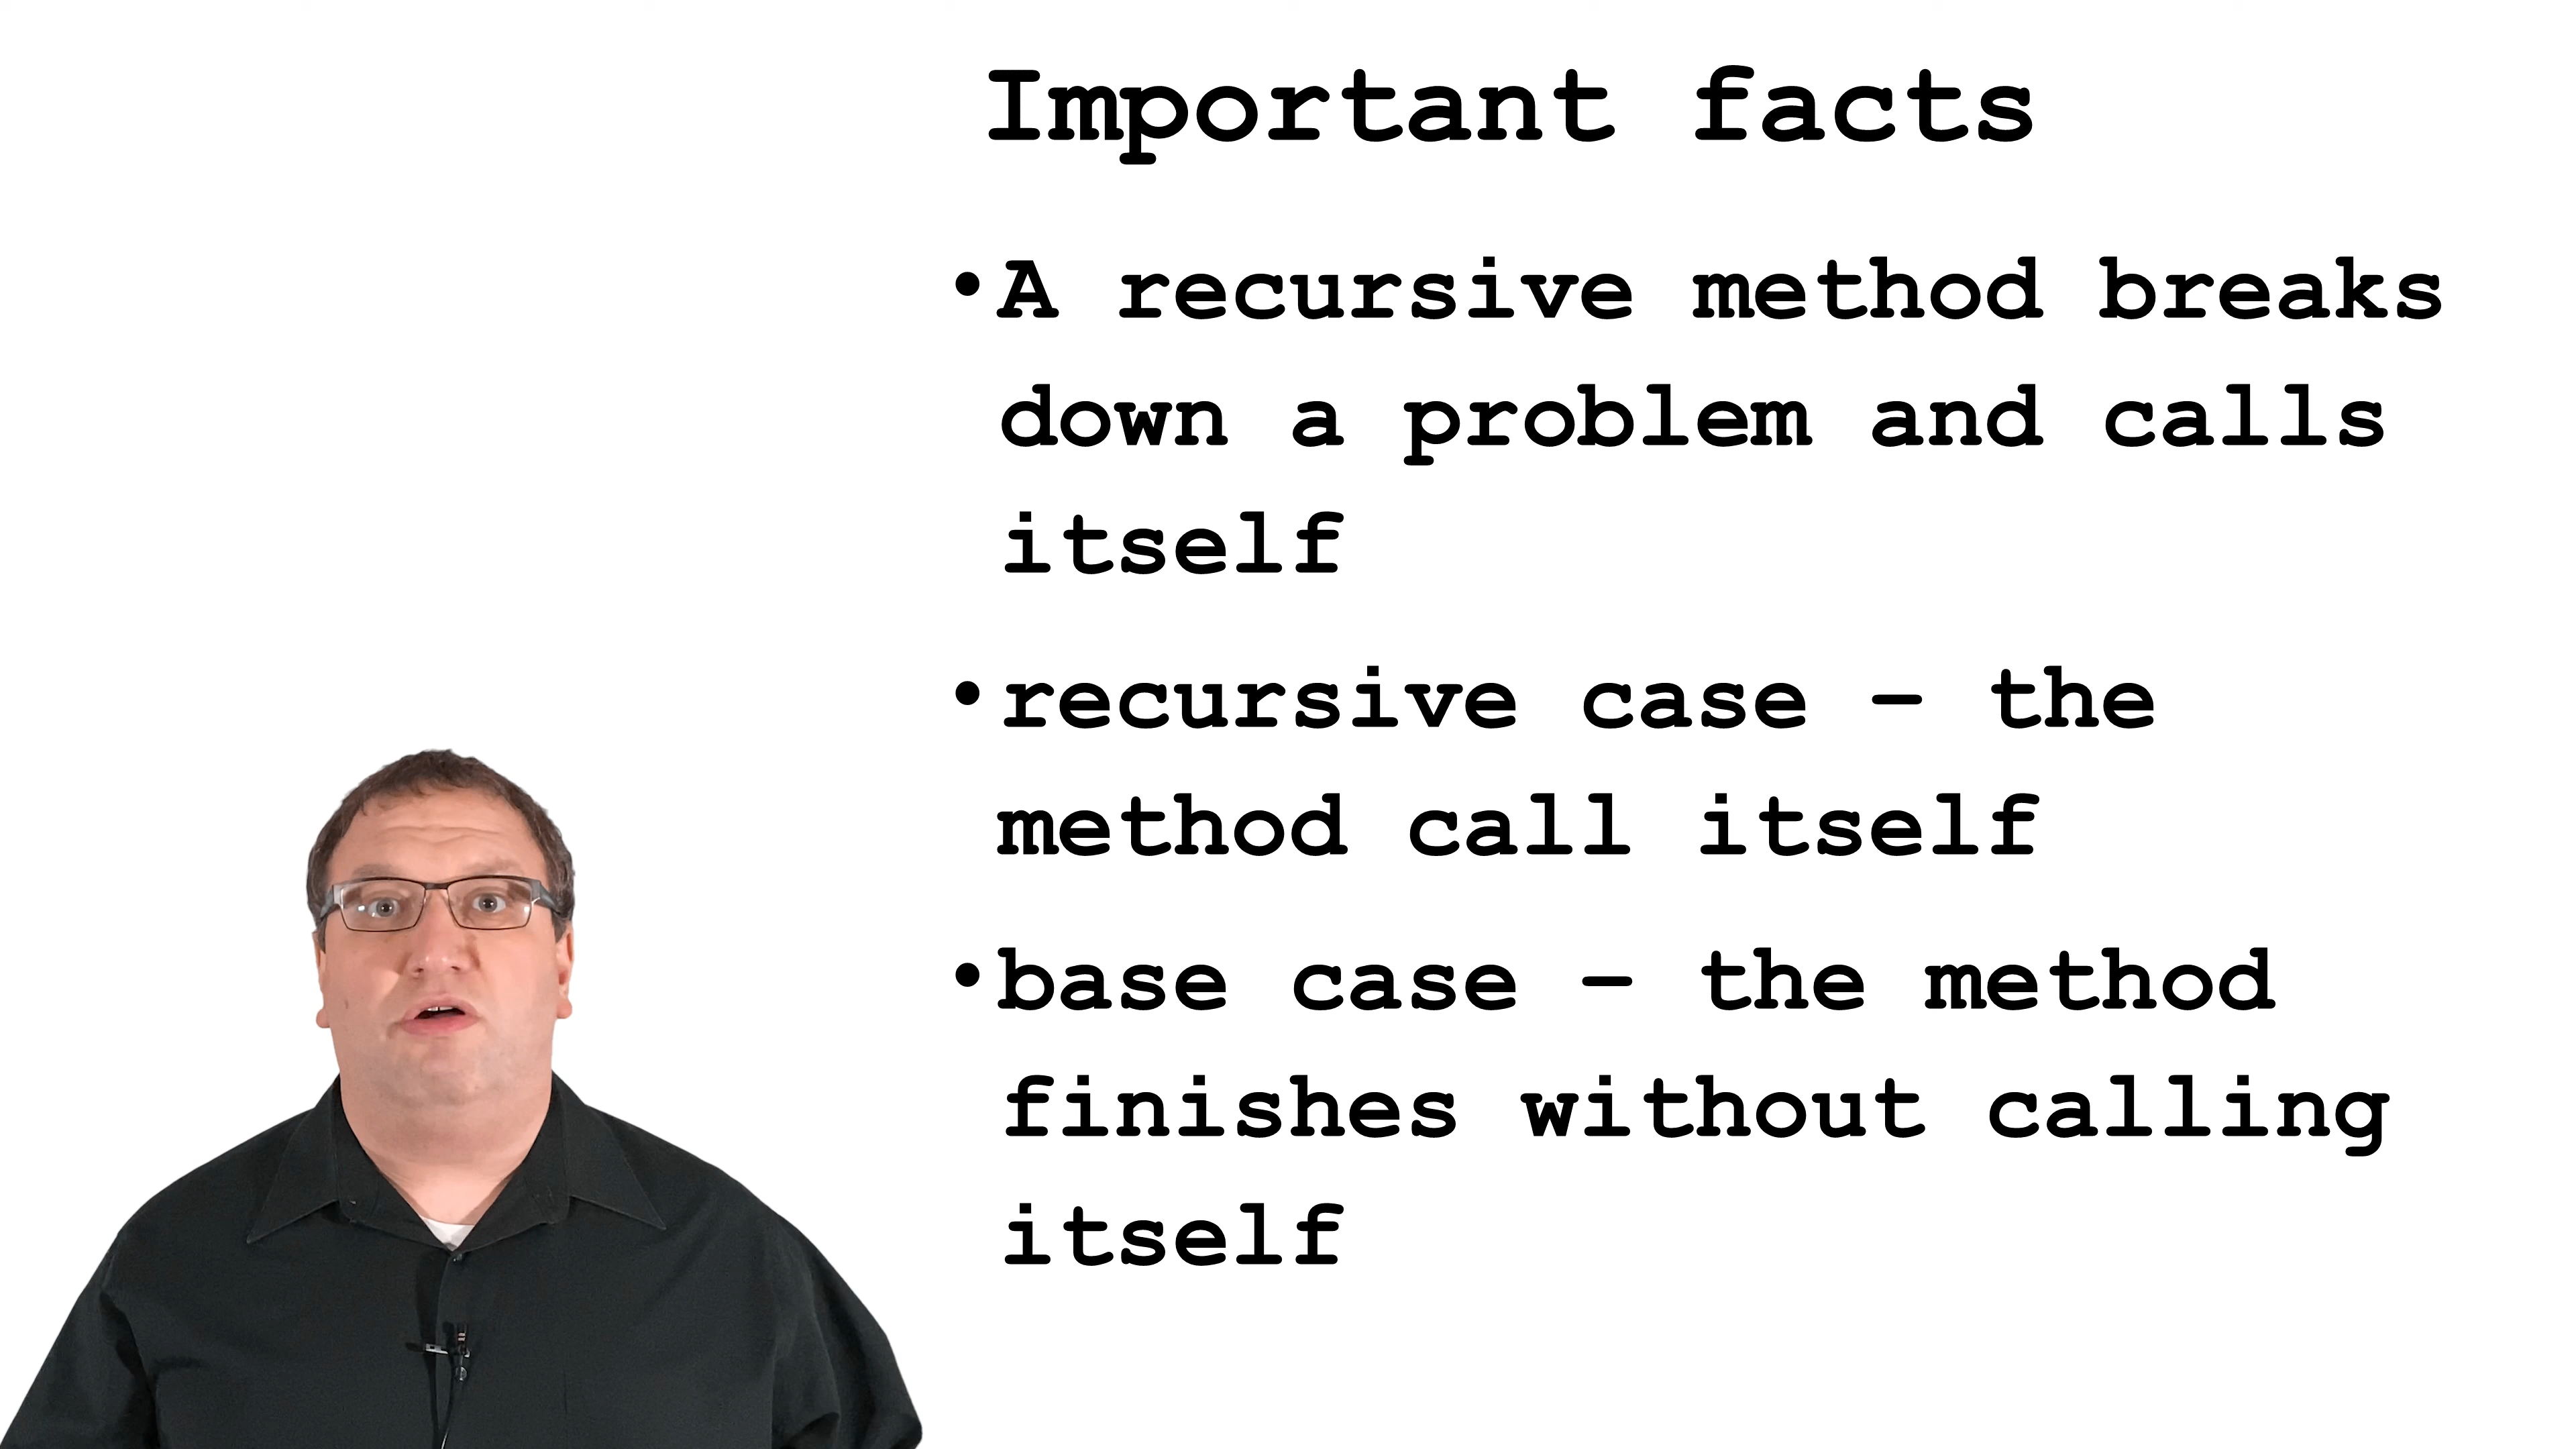 Important facts
• A recursive method breaks
down a problem and calls
itself
• recursive case – the
method call itself
• base case – the method
finishes without calling
itself